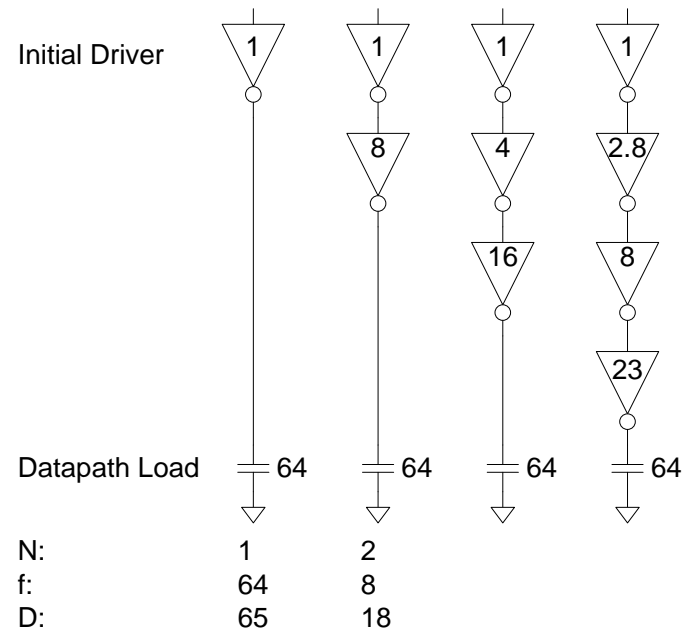 Initial Driver 1 1 1 1
8 4 2.8
16 8
23
Datapath Load 64 64 64 64
N: 1 2
f: 64 8
D: 65 18